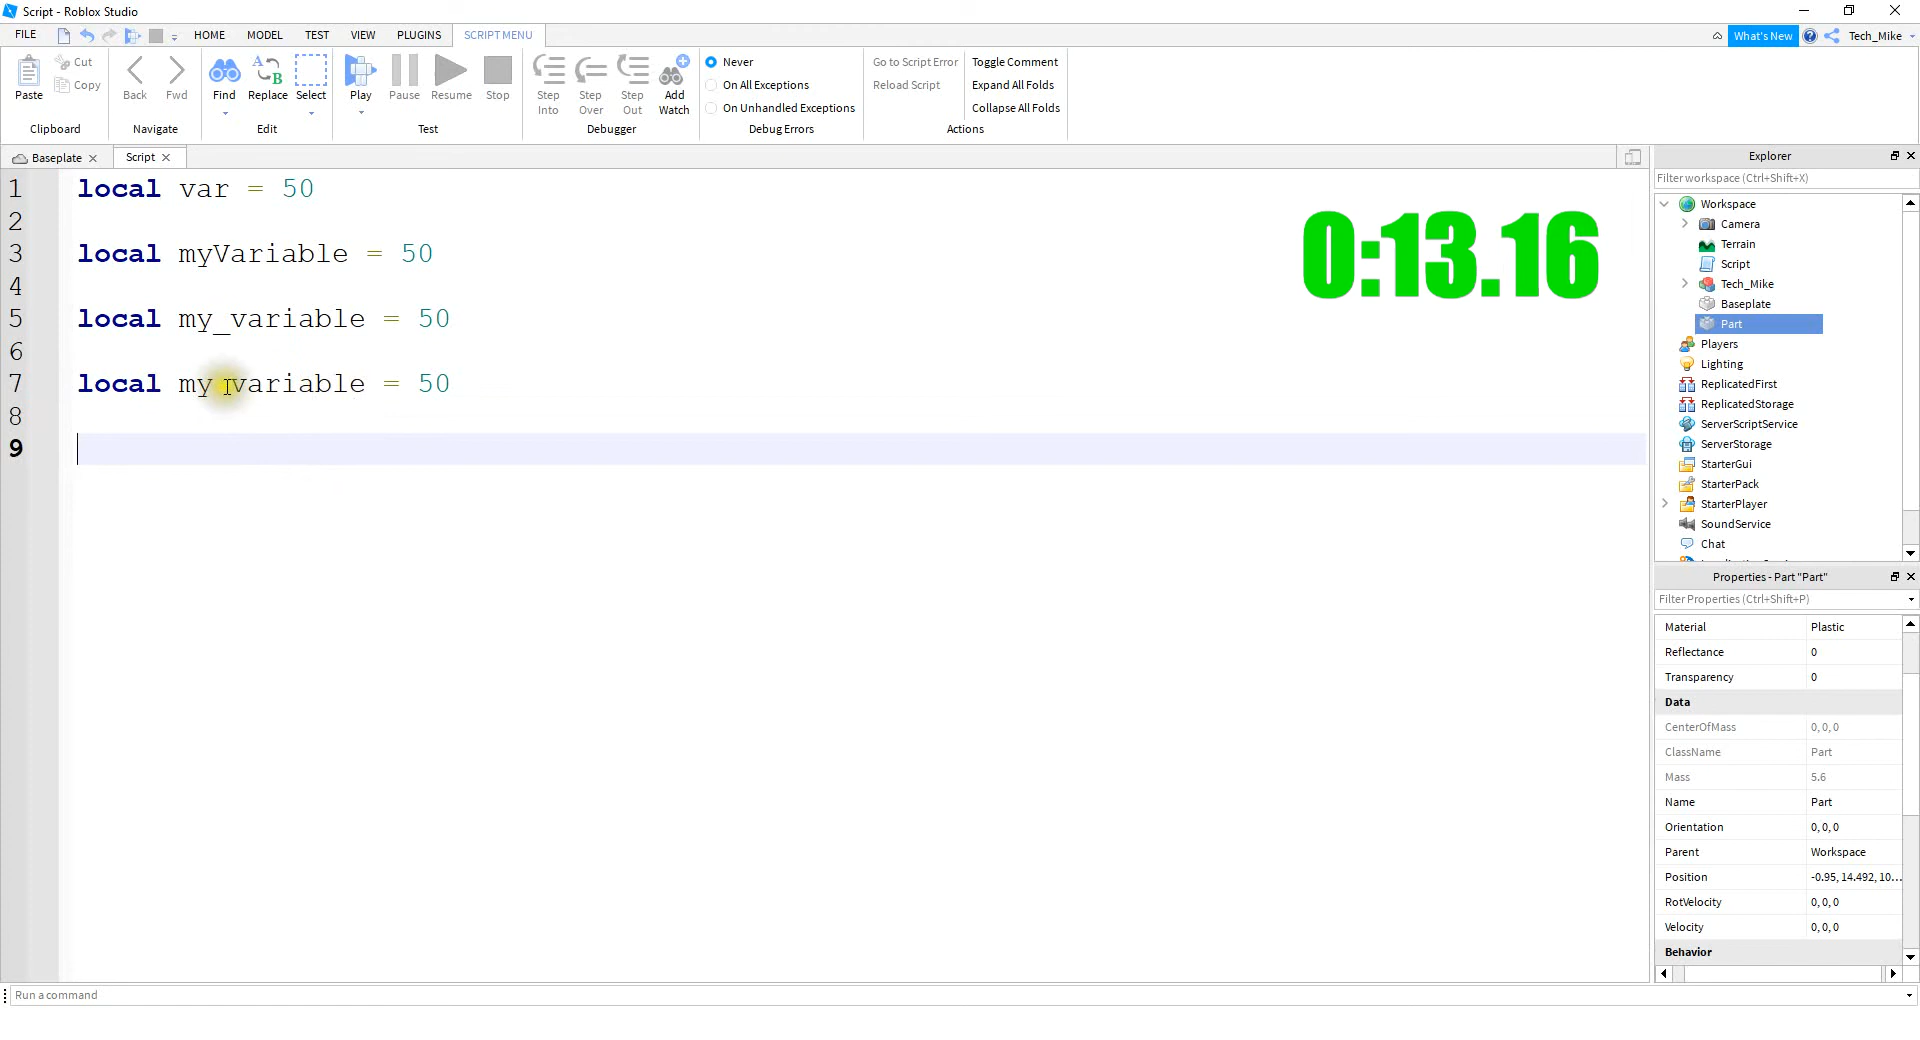 Script - Roblox Studio
FILE HOME MODEL TEST VIEW PLUGINS SCRIPT MENU What's New Tech_Mike
Paste Cut Copy
Back Fwd
Find Replace Select
Play Pause Resume Stop
Step Into Step Over Step Out Add Watch
Never
On All Exceptions
On Unhandled Exceptions
Go to Script Error
Reload Script
Toggle Comment
Expand All Folds
Collapse All Folds
Clipboard Navigate Edit Test Debugger Debug Errors Actions
Baseplate Script
1 local var = 50
2
3 local myVariable = 50
4
5 local my_variable = 50
6
7 local my variable = 50
8
9
0:13.16
Explorer
Filter workspace (Ctrl+Shift+X)
Workspace
Camera
Terrain
Script
Tech_Mike
Baseplate
Part
Players
Lighting
ReplicatedFirst
ReplicatedStorage
ServerScriptService
ServerStorage
StarterGui
StarterPack
StarterPlayer
SoundService
Chat
Properties - Part "Part"
Filter Properties (Ctrl+Shift+P)
Material Plastic
Reflectance 0
Transparency 0
Data
CenterOfMass 0, 0, 0
ClassName Part
Mass 5.6
Name Part
Orientation 0, 0, 0
Parent Workspace
Position -0.95, 14.492, 10...
RotVelocity 0, 0, 0
Velocity 0, 0, 0
Behavior
Run a command